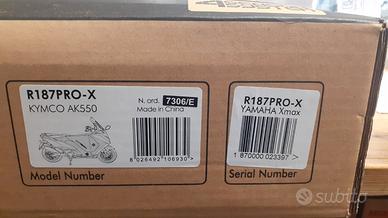 R187PRO-X
KYMCO AK550
N. ord. 7306/E
Made in China
8 026492 106930 >
Model Number
R187PRO-X
YAMAHA Xmax
1 870000 023397 >
Serial Number
subito